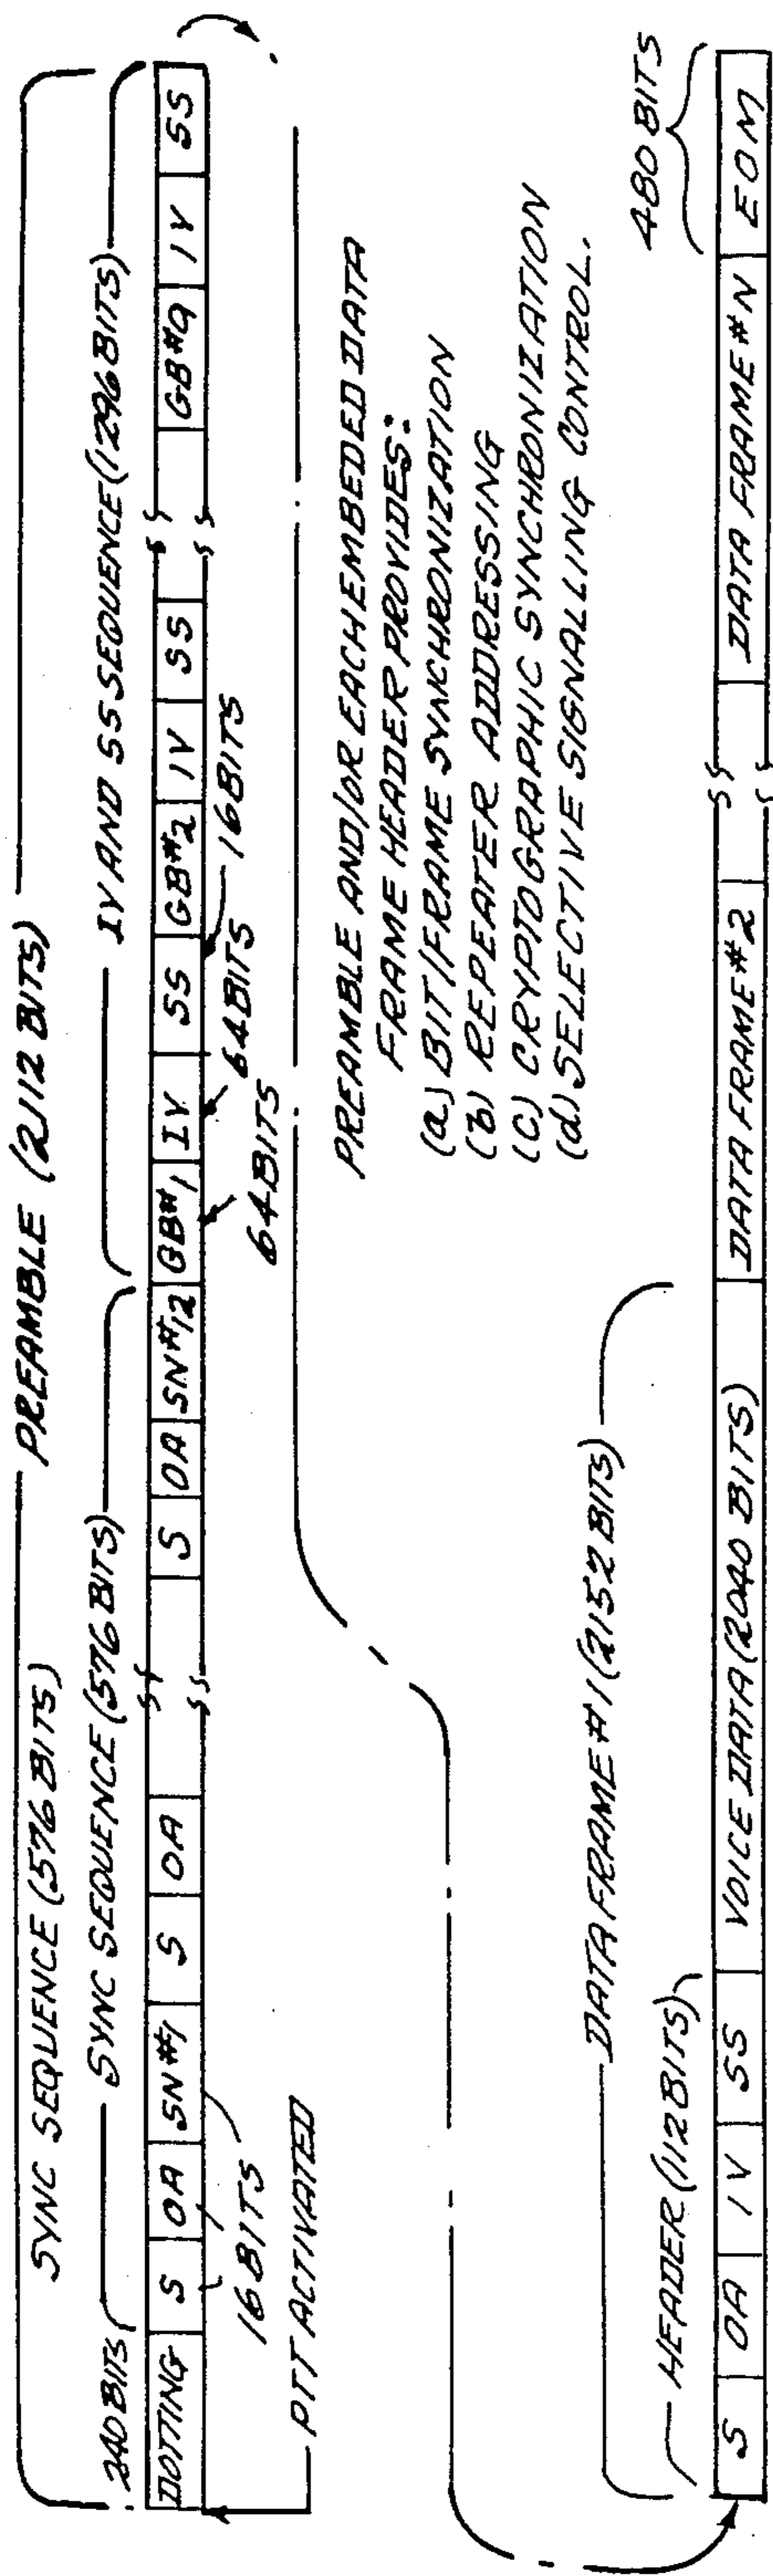 PREAMBLE (2112 BITS)
SYNC SEQUENCE (576 BITS)
240 BITS
SYNC SEQUENCE (576 BITS)
IV AND SS SEQUENCE (1296 BITS)
DOTTING S OA SN#1 S OA S OA SN#12 GB#1 IV SS GB#2 IV SS GB#9 IV SS
16 BITS
64 BITS
64 BITS
16 BITS
PTT ACTIVATED
PREAMBLE AND/OR EACH EMBEDED DATA
FRAME HEADER PROVIDES:
(a) BIT/FRAME SYNCHRONIZATION
(b) REPEATER ADDRESSING
(c) CRYPTOGRAPHIC SYNCHRONIZATION
(d) SELECTIVE SIGNALLING CONTROL.
DATA FRAME #1 (2152 BITS)
HEADER (112 BITS)
480 BITS
S OA IV SS VOICE DATA (2040 BITS) DATA FRAME #2 DATA FRAME #N EOM